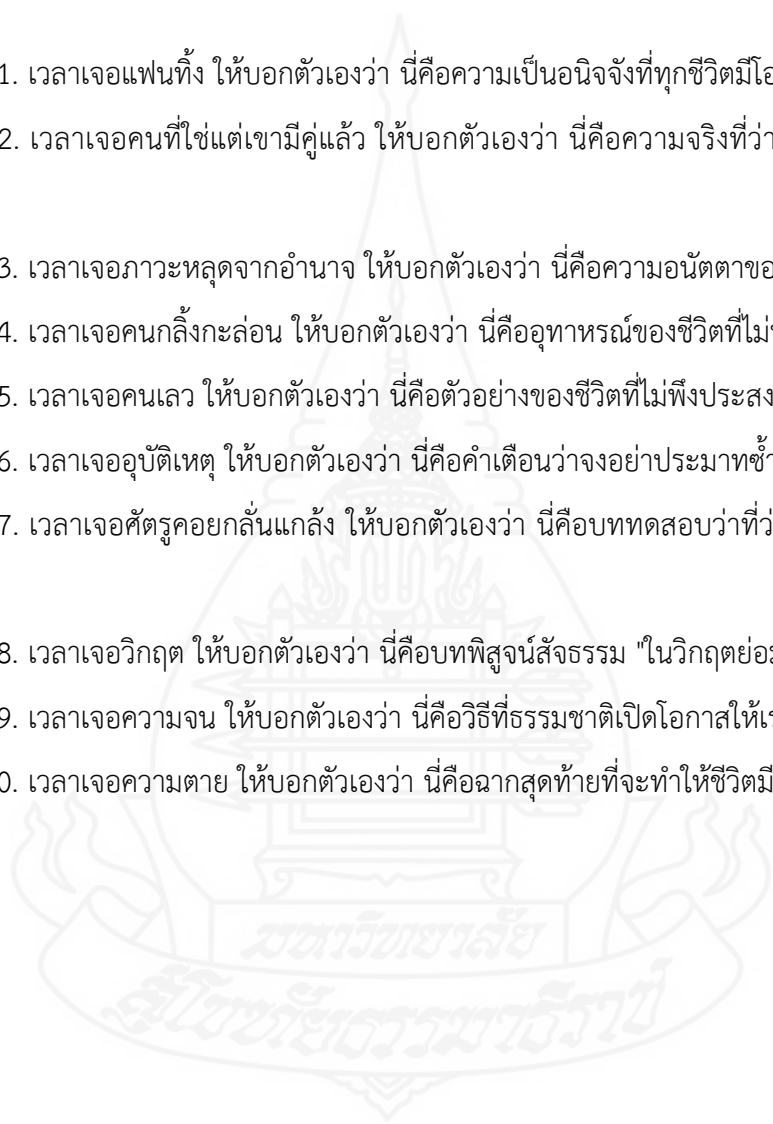 1. เวลาเจอแฟนทิ้ง ให้บอกตัวเองว่า นี่คือความเป็นอนิจจังที่ทุกชีวิตมี
2. เวลาเจอคนที่ใช่แต่เขามีคู่แล้ว ให้บอกตัวเองว่า นี่คือความจริงที่ว่า
3. เวลาเจอภาวะหลุดจากอำนาจ ให้บอกตัวเองว่า นี่คือความอนัตตา
4. เวลาเจอคนกลิ้งกะล่อน ให้บอกตัวเองว่า นี่คืออุทาหรณ์ของชีวิตที่ไม่
5. เวลาเจอคนเลว ให้บอกตัวเองว่า นี่คือตัวอย่างของชีวิตที่ไม่พึงประสง
6. เวลาเจออุบัติเหตุ ให้บอกตัวเองว่า นี่คือคำเตือนว่าจงอย่าประมาทซ้ำ
7. เวลาเจอศัตรูคอยกลั่นแกล้ง ให้บอกตัวเองว่า นี่คือบททดสอบว่าที่ว่
8. เวลาเจอวิกฤต ให้บอกตัวเองว่า นี่คือบทพิสูจน์สัจธรรม "ในวิกฤตย่อม
9. เวลาเจอความจน ให้บอกตัวเองว่า นี่คือวิธีที่ธรรมชาติเปิดโอกาสให้เร
0. เวลาเจอความตาย ให้บอกตัวเองว่า นี่คือฉากสุดท้ายที่จะทำให้ชีวิตมี
มหาวิทยาลัย
สุโขทัยธรรมาธิราช